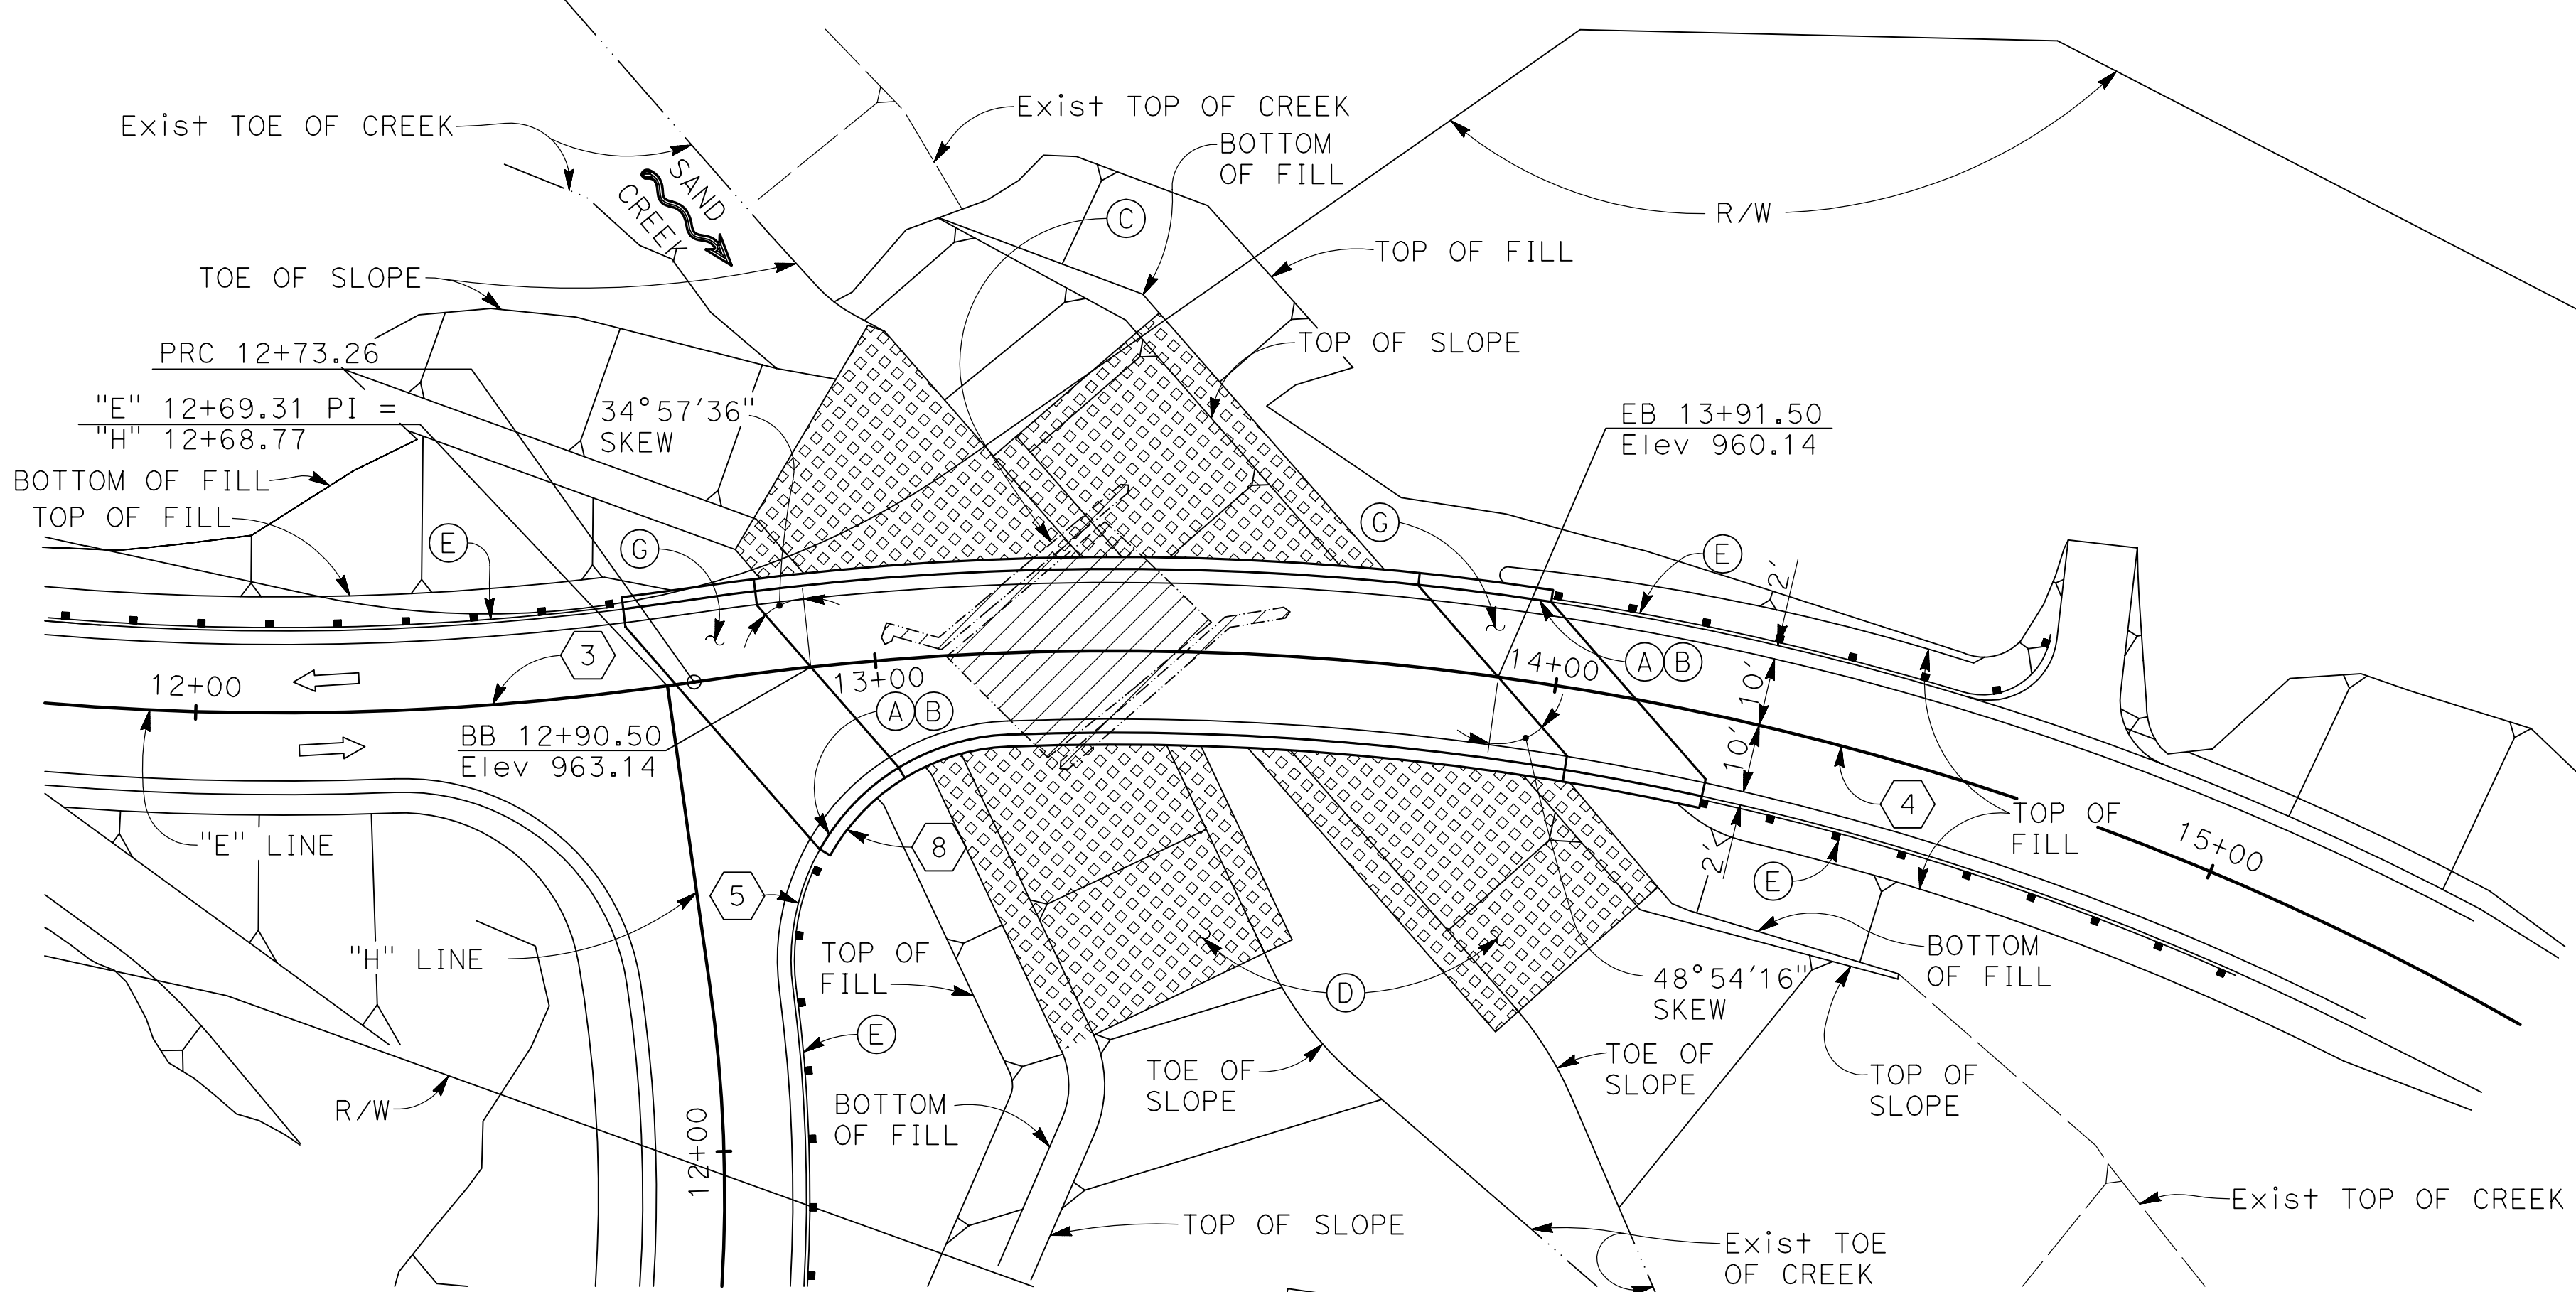 Exist TOE OF CREEK
Exist TOP OF CREEK
BOTTOM
OF FILL
SAND
CREEK
C
R/W
TOP OF FILL
TOE OF SLOPE
TOP OF SLOPE
PRC 12+73.26
"E" 12+69.31 PI =
"H" 12+68.77
34°57'36"
SKEW
EB 13+91.50
Elev 960.14
BOTTOM OF FILL
TOP OF FILL
E
G
G
E
2'
3
12+00
13+00
14+00
A B
A B
10'
10'
BB 12+90.50
Elev 963.14
"E" LINE
8
4
TOP OF
FILL
15+00
2'
E
5
"H" LINE
TOP OF
FILL
D
48°54'16"
SKEW
BOTTOM
OF FILL
E
TOE OF
SLOPE
TOE OF
SLOPE
TOP OF
SLOPE
R/W
BOTTOM
OF FILL
12+00
TOP OF SLOPE
Exist TOP OF CREEK
Exist TOE
OF CREEK